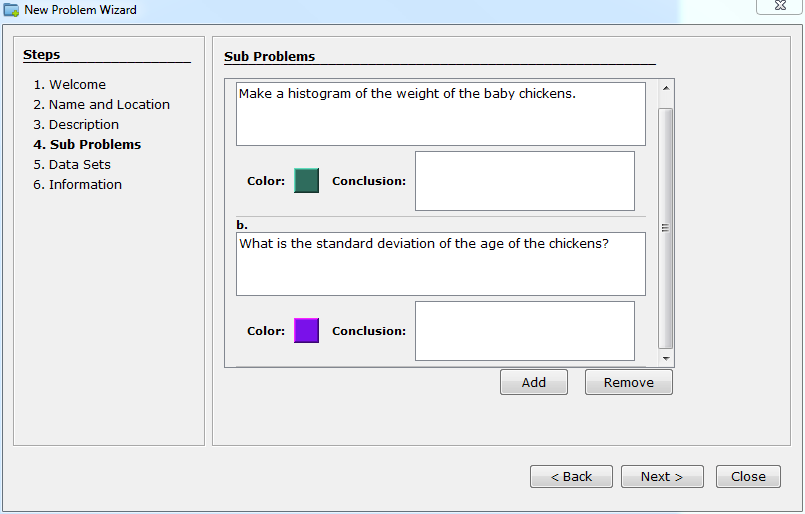 New Problem Wizard
Steps
1. Welcome
2. Name and Location
3. Description
4. Sub Problems
5. Data Sets
6. Information
Sub Problems
Make a histogram of the weight of the baby chickens.
Color: Conclusion:
b.
What is the standard deviation of the age of the chickens?
Color: Conclusion:
Add Remove
< Back Next > Close